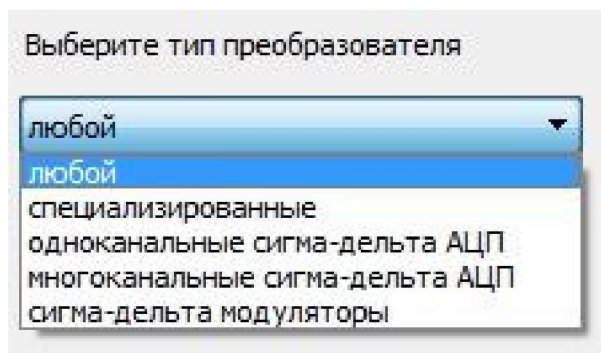 Выберите тип преобразователя
любой
любой
специализированные
одноканальные сигма-дельта АЦП
многоканальные сигма-дельта АЦП
сигма-дельта модуляторы